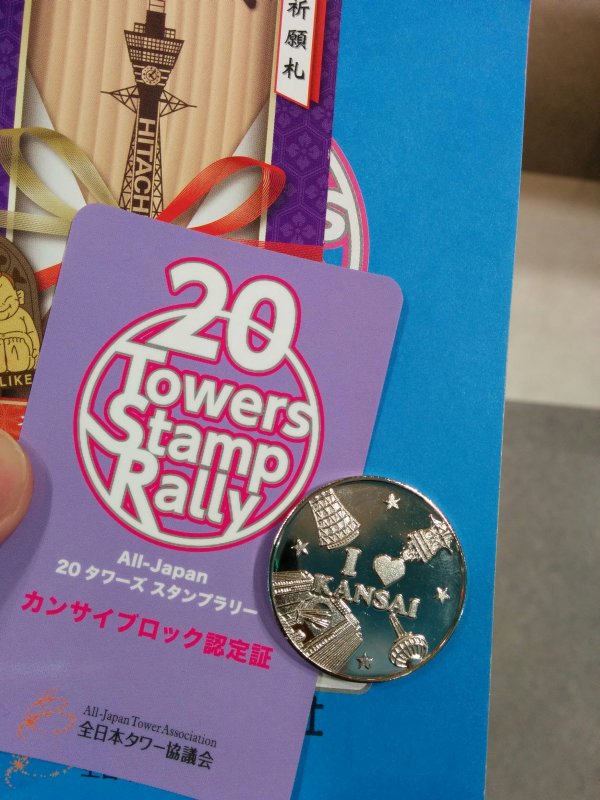 祈願札
HITACHI
LIKE
20
Towers
Stamp
Rally
All-Japan
20 タワーズ スタンプラリー
カンサイブロック認定証
All-Japan Tower Association
全日本タワー協議会
I
KANSAI